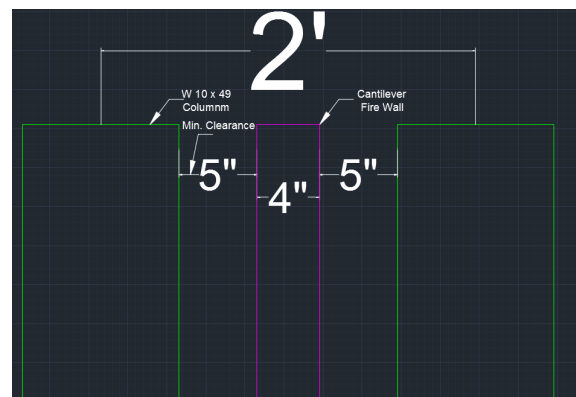 2'
W 10 x 49
Columnm
Cantilever
Fire Wall
Min. Clearance
5"
4"
5"